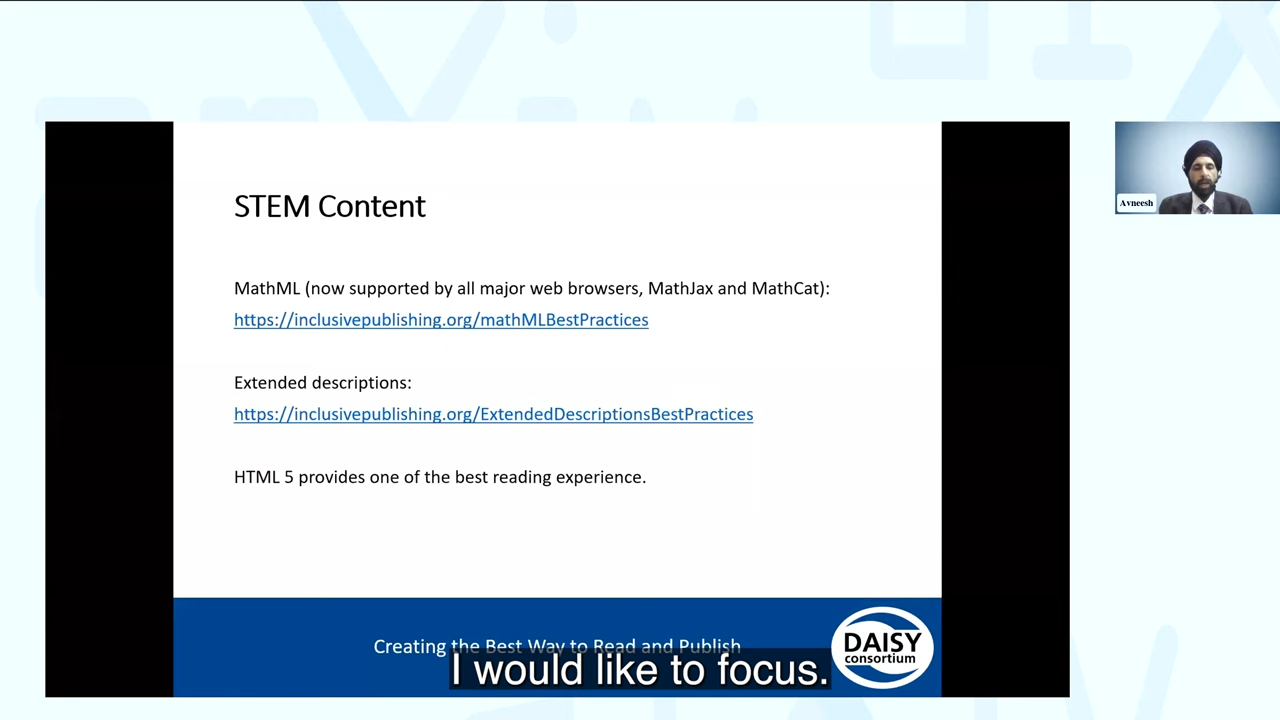 STEM Content
MathML (now supported by all major web browsers, MathJax and MathCat):
https://inclusivepublishing.org/mathMLBestPractices
Extended descriptions:
https://inclusivepublishing.org/ExtendedDescriptionsBestPractices
HTML 5 provides one of the best reading experience.
Avneesh
Creating the Best Way to Read and Publish
DAISY
consortium
I would like to focus.